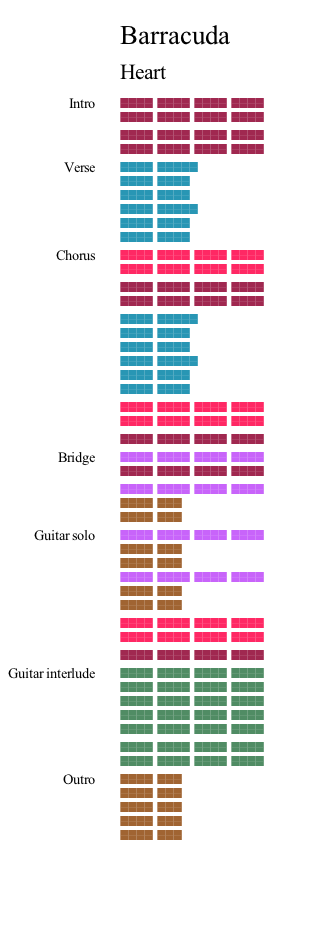 Barracuda
Heart
Intro
Verse
Chorus
Bridge
Guitar solo
Guitar interlude
Outro